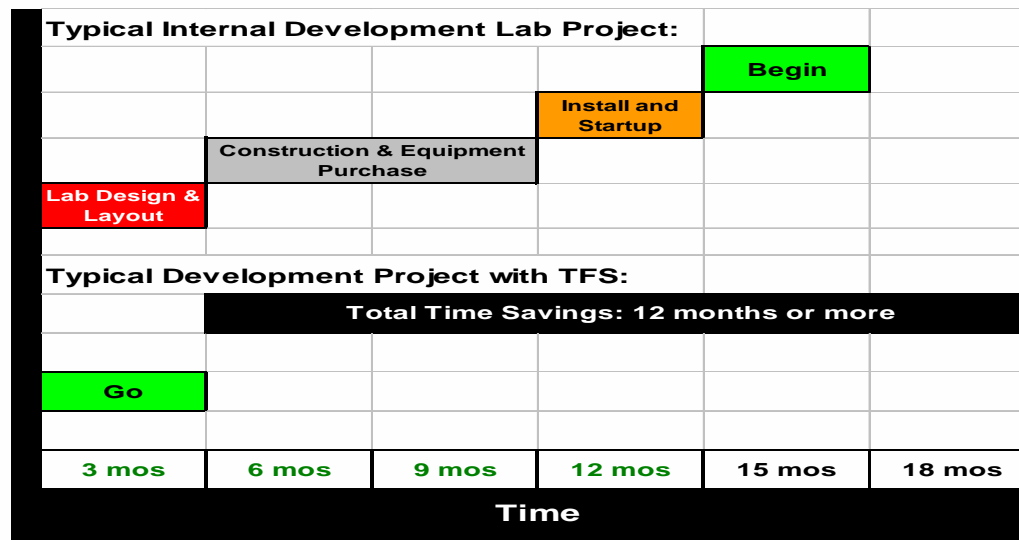 Typical Internal Development Lab Project:
Begin
Install and
Startup
Construction & Equipment
Purchase
Lab Design &
Layout
Typical Development Project with TFS:
Total Time Savings: 12 months or more
Go
3 mos 6 mos 9 mos 12 mos 15 mos 18 mos
Time